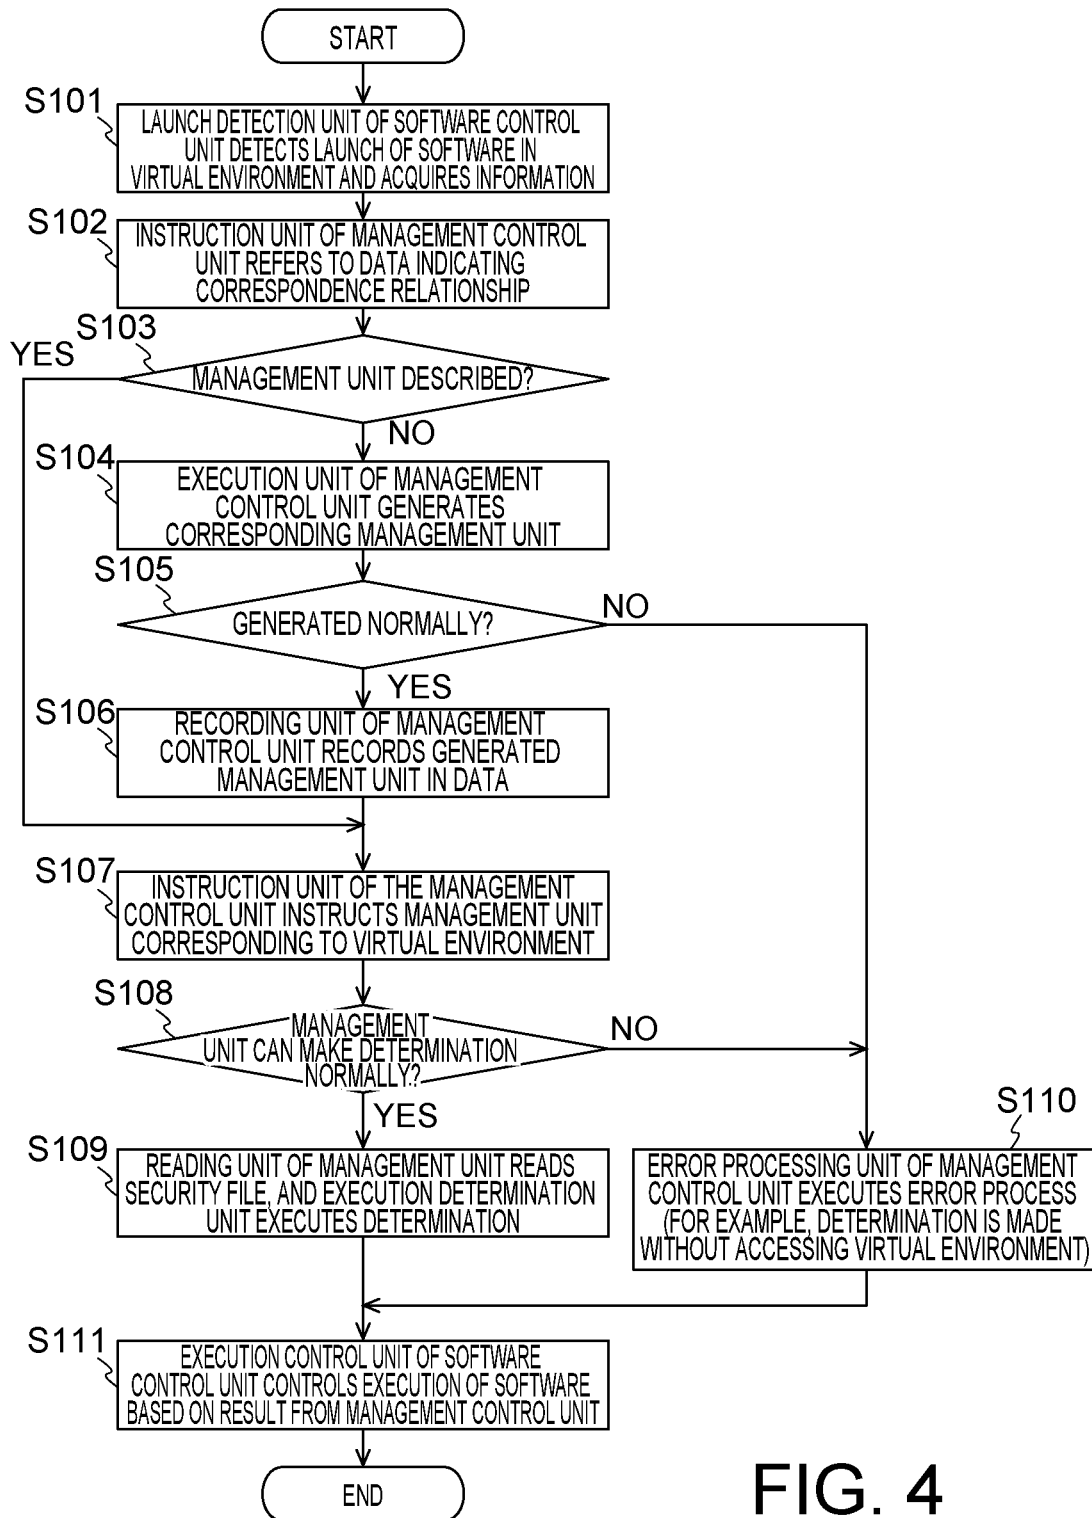 START
S101
LAUNCH DETECTION UNIT OF SOFTWARE CONTROL
UNIT DETECTS LAUNCH OF SOFTWARE IN
VIRTUAL ENVIRONMENT AND ACQUIRES INFORMATION
S102
INSTRUCTION UNIT OF MANAGEMENT CONTROL
UNIT REFERS TO DATA INDICATING
CORRESPONDENCE RELATIONSHIP
S103
YES
MANAGEMENT UNIT DESCRIBED?
NO
S104
EXECUTION UNIT OF MANAGEMENT
CONTROL UNIT GENERATES
CORRESPONDING MANAGEMENT UNIT
S105
GENERATED NORMALLY?
NO
YES
S106
RECORDING UNIT OF MANAGEMENT
CONTROL UNIT RECORDS GENERATED
MANAGEMENT UNIT IN DATA
S107
INSTRUCTION UNIT OF THE MANAGEMENT
CONTROL UNIT INSTRUCTS MANAGEMENT UNIT
CORRESPONDING TO VIRTUAL ENVIRONMENT
S108
MANAGEMENT
UNIT CAN MAKE DETERMINATION
NORMALLY?
NO
YES
S109
READING UNIT OF MANAGEMENT UNIT READS
SECURITY FILE, AND EXECUTION DETERMINATION
UNIT EXECUTES DETERMINATION
S110
ERROR PROCESSING UNIT OF MANAGEMENT
CONTROL UNIT EXECUTES ERROR PROCESS
(FOR EXAMPLE, DETERMINATION IS MADE
WITHOUT ACCESSING VIRTUAL ENVIRONMENT)
S111
EXECUTION CONTROL UNIT OF SOFTWARE
CONTROL UNIT CONTROLS EXECUTION OF SOFTWARE
BASED ON RESULT FROM MANAGEMENT CONTROL UNIT
END
FIG. 4